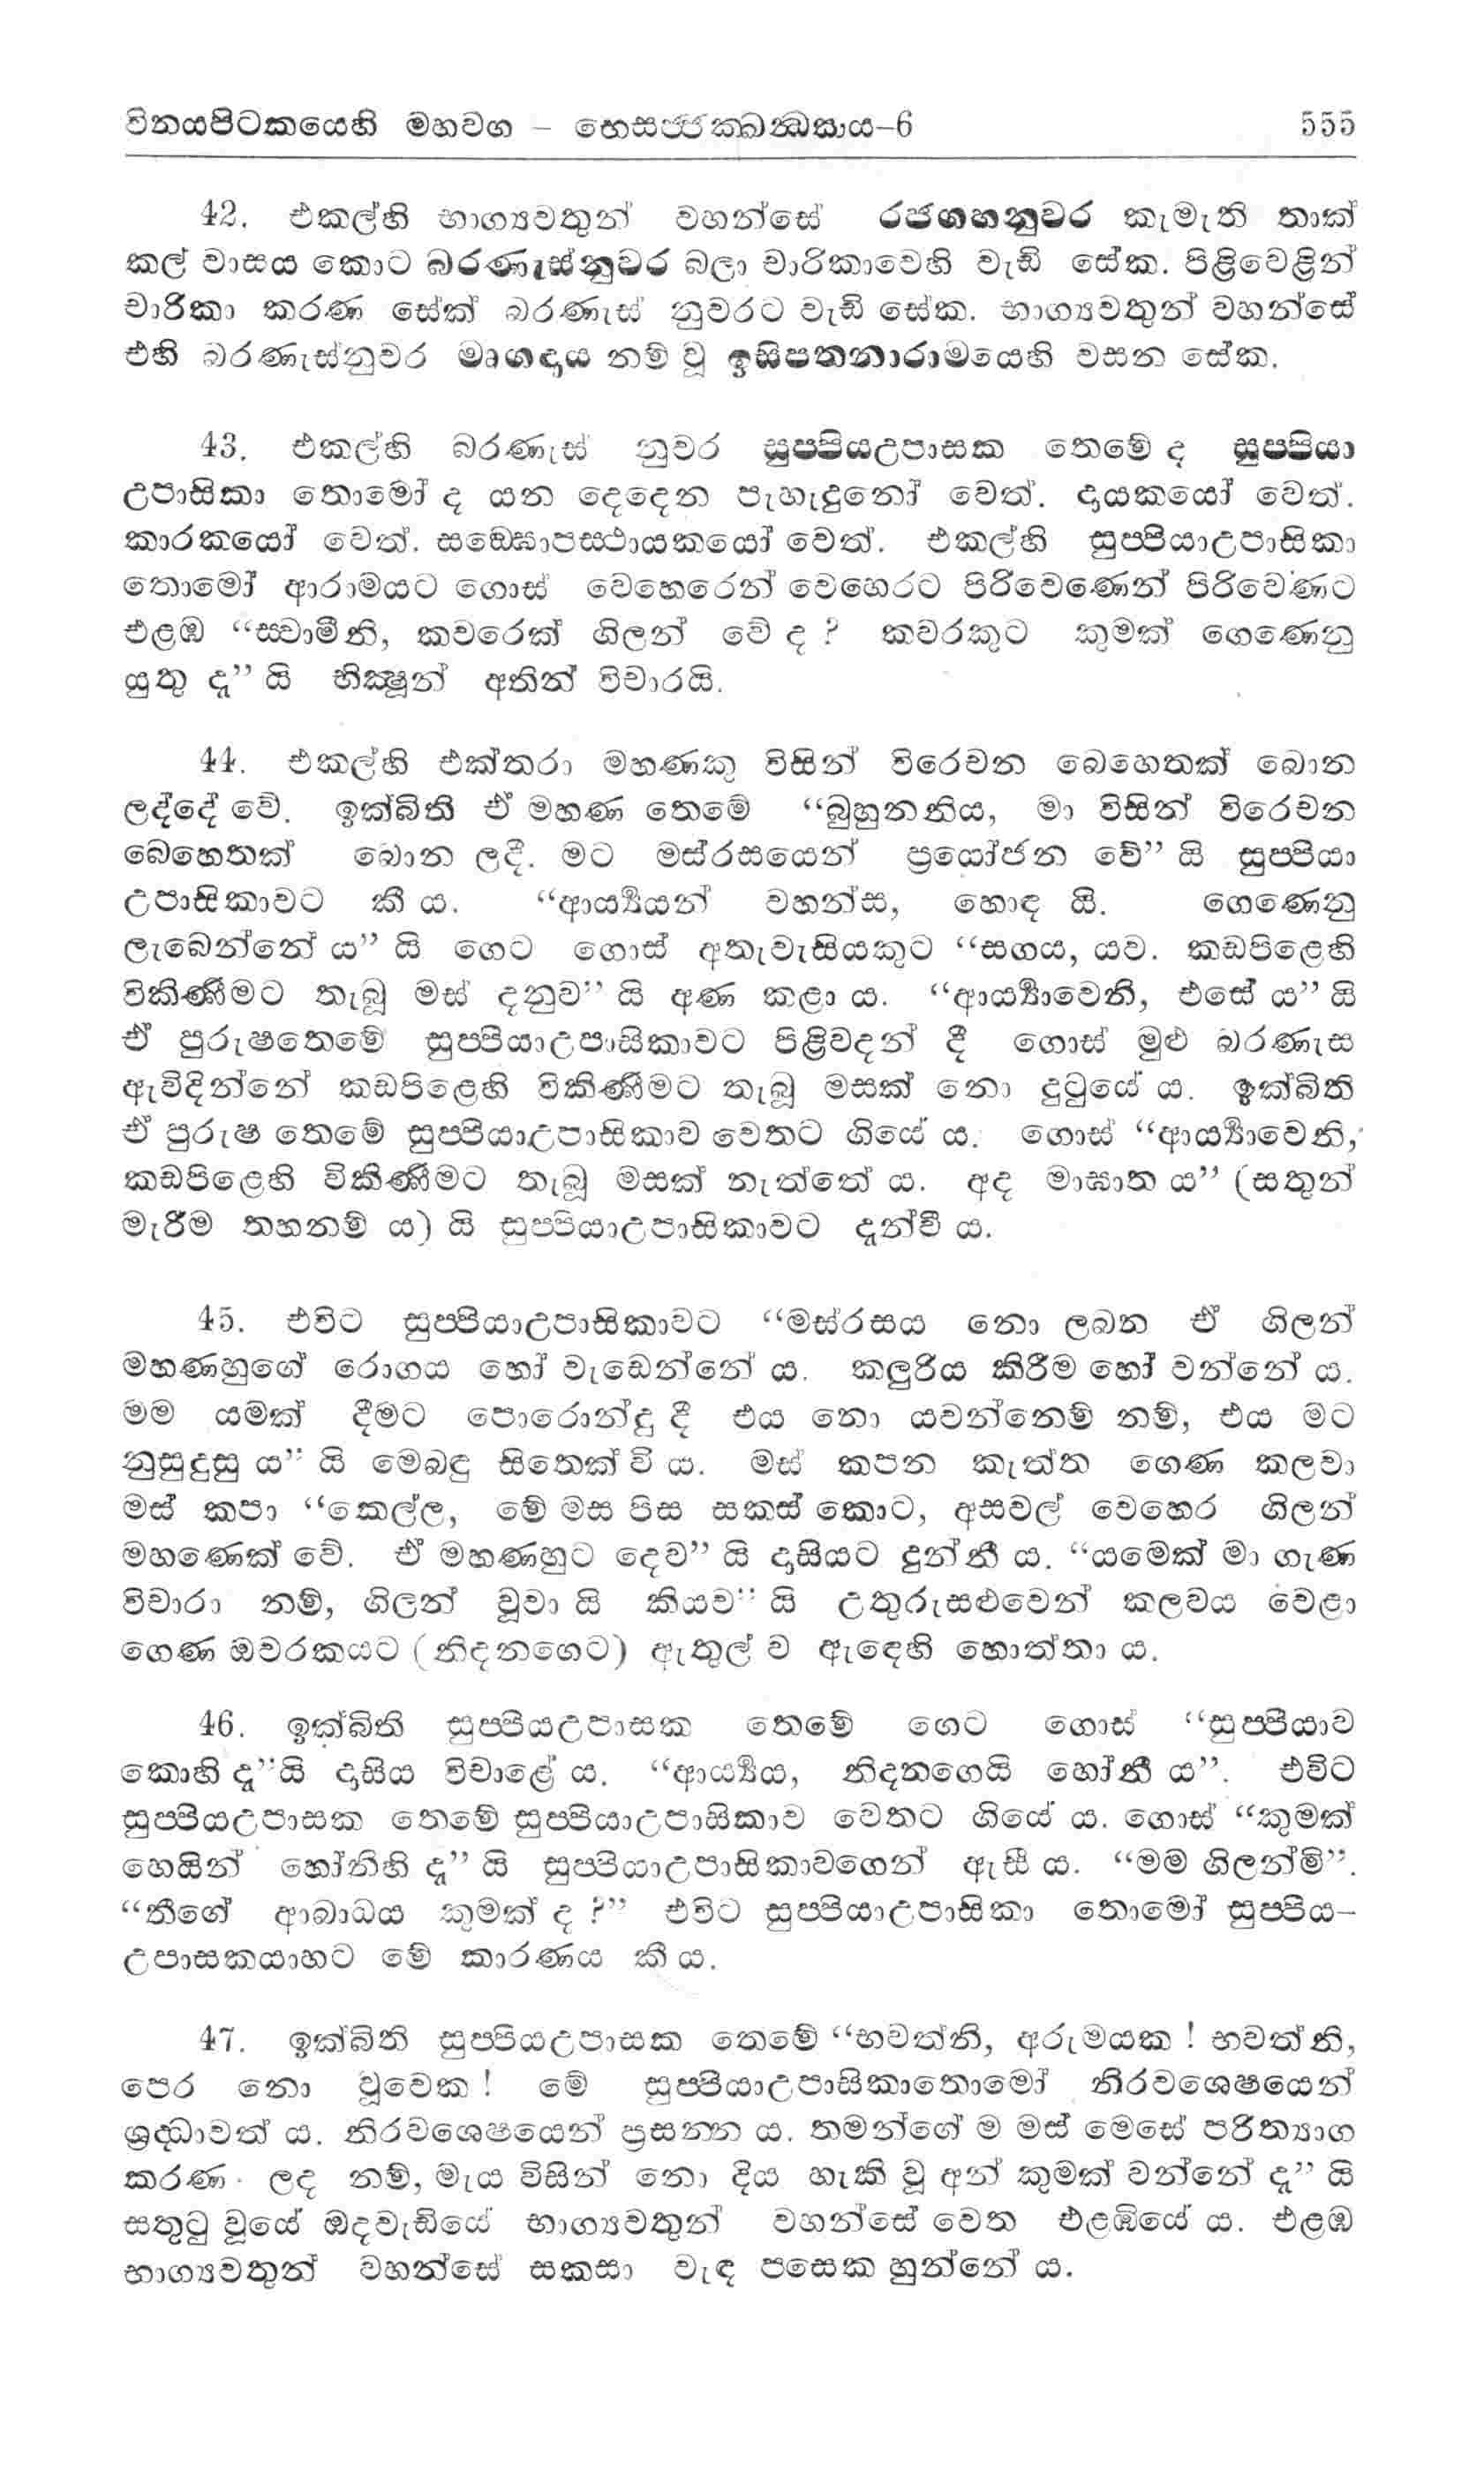 විනයපිටකයෙහි මහවග – භෙසජ්ජක්ඛන්ධකාය–6 555
42. එකල්හි භාග්‍යවතුන් වහන්සේ රජගහනුවර කැමැති තාක්
කල් වාසය කොට බරණැස්නුවර බලා චාරිකාවෙහි වැඩි සේක. පිළිවෙළින්
චාරිකා කරණ සේක් බරණැස් නුවරට වැඩි සේක. භාග්‍යවතුන් වහන්සේ
එහි බරණැස්නුවර මෘගදාය නම් වූ ඉසිපතනාරාමයෙහි වසන සේක.
43. එකල්හි බරණැස් නුවර සුප්පියඋපාසක තෙමේ ද සුප්පියා
උපාසිකා තොමෝ ද යන දෙදෙන පැහැදුනෝ වෙත්. දායකයෝ වෙත්.
කාරකයෝ වෙත්. සඞ්ඝොපස්ථායකයෝ වෙත්. එකල්හි සුප්පියාඋපාසිකා
තොමෝ ආරාමයට ගොස් වෙහෙරෙන් වෙහෙරට පිරිවෙණෙන් පිරිවෙණට
එළඹ “ස්වාමීනි, කවරෙක් ගිලන් වේ ද ? කවරකුට කුමක් ගෙණෙනු
යුතු දැ” යි භික්ෂූන් අතින් විචාරයි.
44. එකල්හි එක්තරා මහණකු විසින් විරෙචන බෙහෙතක් බොන
ලද්දේ වේ. ඉක්බිති ඒ මහණ තෙමේ “බුහුනනිය, මා විසින් විරෙචන
බෙහෙතක් බොන ලදී. මට මස්රසයෙන් ප්‍රයෝජන වේ” යි සුප්පියා
උපාසිකාවට කී ය. “ආර්‍ය්‍යයන් වහන්ස, හොඳ යි. ගෙණෙනු
ලැබෙන්නේ ය” යි ගෙට ගොස් අතැවැසියකුට “සගය, යව. කඩපිළෙහි
විකිණීමට තැබූ මස් දනුව” යි අණ කළා ය. “ආර්‍ය්‍යාවෙනි, එසේ ය” යි
ඒ පුරුෂතෙමේ සුප්පියාඋපාසිකාවට පිළිවදන් දී ගොස් මුළු බරණැස
ඇවිදින්නේ කඩපිළෙහි විකිණීමට තැබූ මසක් නො දුටුයේ ය. ඉක්බිති
ඒ පුරුෂ තෙමේ සුප්පියාඋපාසිකාව වෙතට ගියේ ය. ගොස් “ආර්‍ය්‍යාවෙනි,
කඩපිළෙහි විකිණීමට තැබූ මසක් නැත්තේ ය. අද මාඝාත ය” (සතුන්
මැරීම තහනම් ය) යි සුප්පියාඋපාසිකාවට දැන්වී ය.
45. එවිට සුප්පියාඋපාසිකාවට “මස්රසය නො ලබන ඒ ගිලන්
මහණහුගේ රොගය හෝ වැඩෙන්නේ ය. කලුරිය කිරීම හෝ වන්නේ ය.
මම යමක් දීමට පොරොන්දු දී එය නො යවන්නෙම් නම්, එය මට
නුසුදුසු ය” යි මෙබඳු සිතෙක් වි ය. මස් කපන කැත්ත ගෙණ කලවා
මස් කපා “කෙල්ල, මේ මස පිස සකස් කොට, අසවල් වෙහෙර ගිලන්
මහණෙක් වේ. ඒ මහණහුට දෙව” යි දාසියට දුන්නී ය. “යමෙක් මා ගැණ
විචාරා නම්, ගිලන් වූවා යි කියව” යි උතුරුසළුවෙන් කලවය වෙළා
ගෙණ ඔවරකයට (නිදනගෙට) ඇතුල් ව ඇඳෙහි හොත්තා ය.
46. ඉක්බිති සුප්පියඋපාසක තෙමේ ගෙට ගොස් “සුප්පියාව
කොහි දැ”යි දාසිය විචාළේ ය. “ආර්‍ය්‍යය, නිදනගෙයි හෝනී ය”. එවිට
සුප්පියඋපාසක තෙමේ සුප්පියාඋපාසිකාව වෙතට ගියේ ය. ගොස් “කුමක්
හෙයින් හෝනිහි දැ” යි සුප්පියාඋපාසිකාවගෙන් ඇසී ය. “මම ගිලන්මි”.
“තීගේ ආබාධය කුමක් ද ?” එවිට සුප්පියාඋපාසිකා තොමෝ සුප්පිය–
උපාසකයාහට මේ කාරණය කී ය.
47. ඉක්බිති සුප්පියඋපාසක තෙමේ “භවත්නි, අරුමයක ! භවත්නි,
පෙර නො වූවෙක ! මේ සුප්පියාඋපාසිකාතොමෝ නිරවශෙෂයෙන්
ශ්‍රද්ධාවත් ය. නිරවශෙෂයෙන් ප්‍රසන්න ය. තමන්ගේ ම මස් මෙසේ පරිත්‍යාග
කරණ ලද නම්, මැය විසින් නො දිය හැකි වූ අන් කුමක් වන්නේ දැ” යි
සතුටු වූයේ ඔදවැඩියේ භාග්‍යවතුන් වහන්සේ වෙත එළඹියේ ය. එළඹ
භාග්‍යවතුන් වහන්සේ සකසා වැඳ පසෙක හුන්නේ ය.